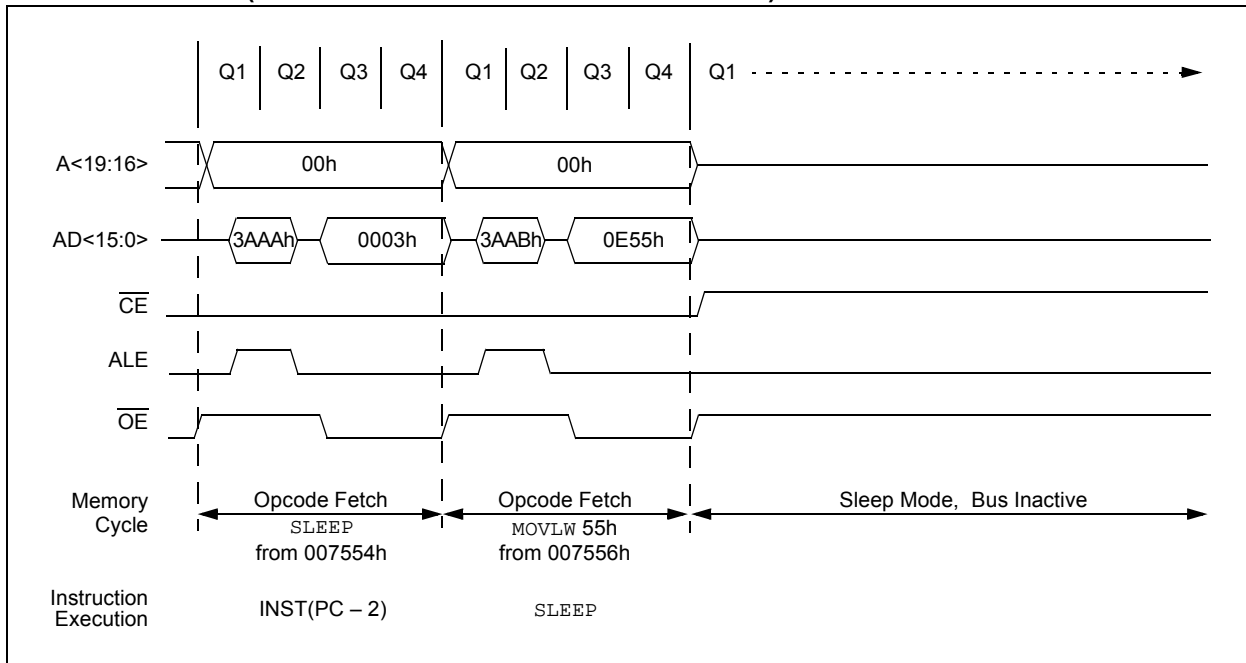 Q1 Q2 Q3 Q4 Q1 Q2 Q3 Q4 Q1
A<19:16> 00h 00h
AD<15:0> 3AAAh 0003h 3AABh 0E55h
CE
ALE
OE
Memory Cycle
Opcode Fetch
SLEEP
from 007554h
Opcode Fetch
MOVLW 55h
from 007556h
Sleep Mode, Bus Inactive
Instruction Execution
INST(PC – 2)
SLEEP